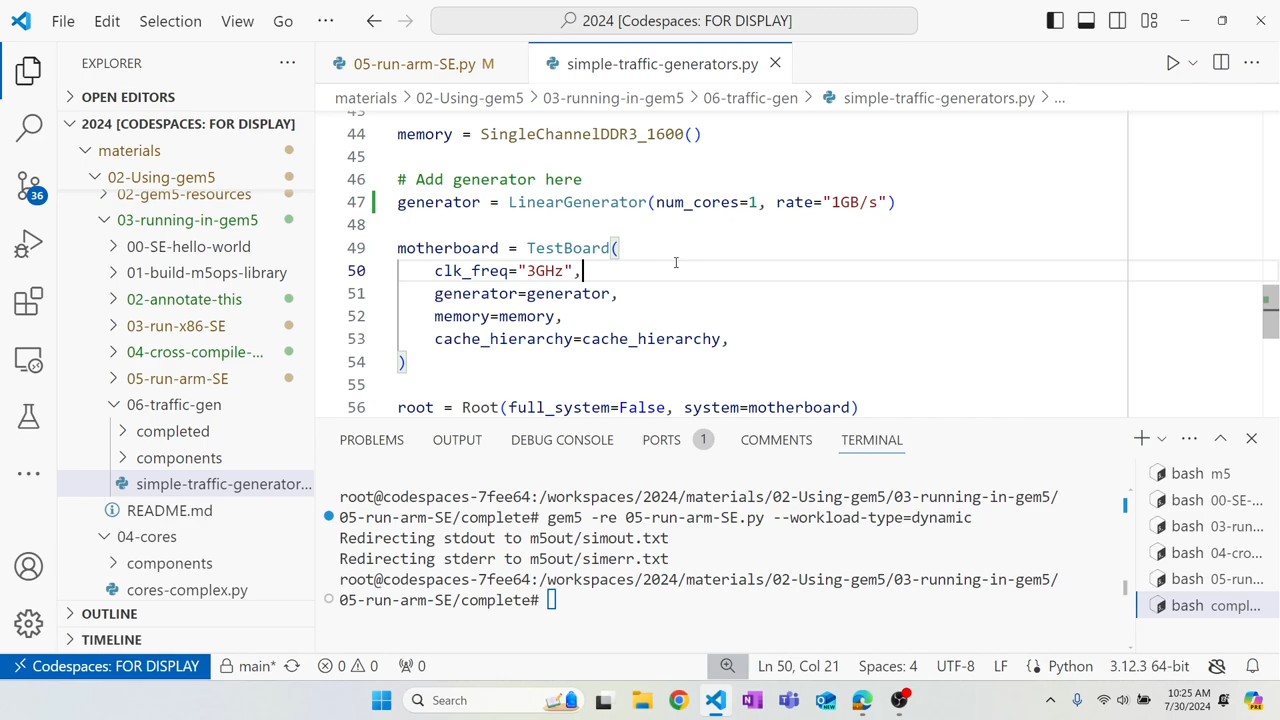 File Edit Selection View Go ··· 2024 [Codespaces: FOR DISPLAY]
EXPLORER
05-run-arm-SE.py M
simple-traffic-generators.py
OPEN EDITORS
materials > 02-Using-gem5 > 03-running-in-gem5 > 06-traffic-gen > simple-traffic-generators.py > ...
2024 [CODESPACES: FOR DISPLAY]
materials
02-Using-gem5
02-gem5-resources
03-running-in-gem5
00-SE-hello-world
01-build-m5ops-library
02-annotate-this
03-run-x86-SE
04-cross-compile-...
05-run-arm-SE
06-traffic-gen
completed
components
simple-traffic-generator...
README.md
04-cores
components
cores-complex.py
OUTLINE
TIMELINE
36
43
44 memory = SingleChannelDDR3_1600()
45
46 # Add generator here
47 generator = LinearGenerator(num_cores=1, rate="1GB/s")
48
49 motherboard = TestBoard(
50 clk_freq="3GHz",
51 generator=generator,
52 memory=memory,
53 cache_hierarchy=cache_hierarchy,
54 )
55
56 root = Root(full_system=False, system=motherboard)
PROBLEMS OUTPUT DEBUG CONSOLE PORTS 1 COMMENTS TERMINAL
root@codespaces-7fee64:/workspaces/2024/materials/02-Using-gem5/03-running-in-gem5/
05-run-arm-SE/complete# gem5 -re 05-run-arm-SE.py --workload-type=dynamic
Redirecting stdout to m5out/simout.txt
Redirecting stderr to m5out/simerr.txt
root@codespaces-7fee64:/workspaces/2024/materials/02-Using-gem5/03-running-in-gem5/
05-run-arm-SE/complete#
bash m5
bash 00-SE-...
bash 03-run...
bash 04-cro...
bash 05-run...
bash compl...
Codespaces: FOR DISPLAY main* 0 0 0 Ln 50, Col 21 Spaces: 4 UTF-8 LF Python 3.12.3 64-bit
Search
10:25 AM
7/30/2024
PRE